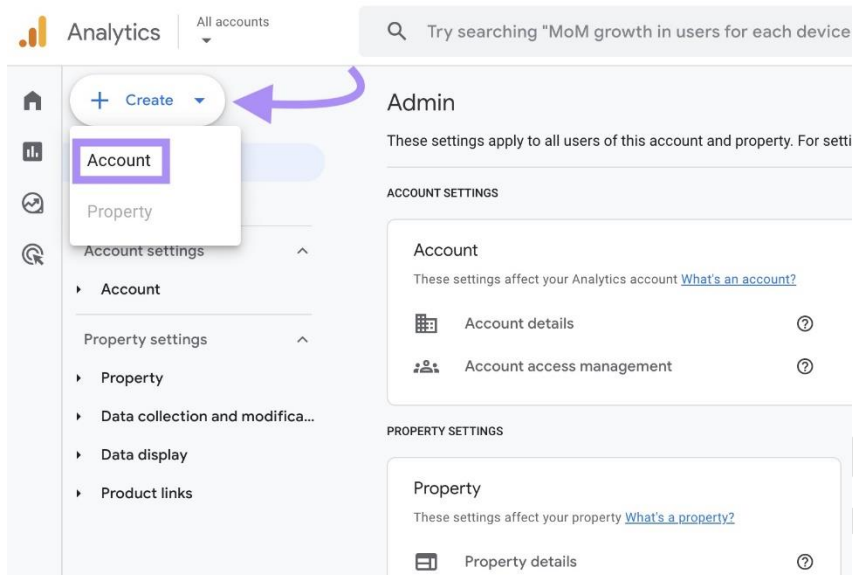 Analytics
All accounts
Try searching "MoM growth in users for each device
Create
Account
Property
Account settings
Account
Property settings
Property
Data collection and modifica...
Data display
Product links
Admin
These settings apply to all users of this account and property. For setti
ACCOUNT SETTINGS
Account
These settings affect your Analytics account What's an account?
Account details
Account access management
PROPERTY SETTINGS
Property
These settings affect your property What's a property?
Property details